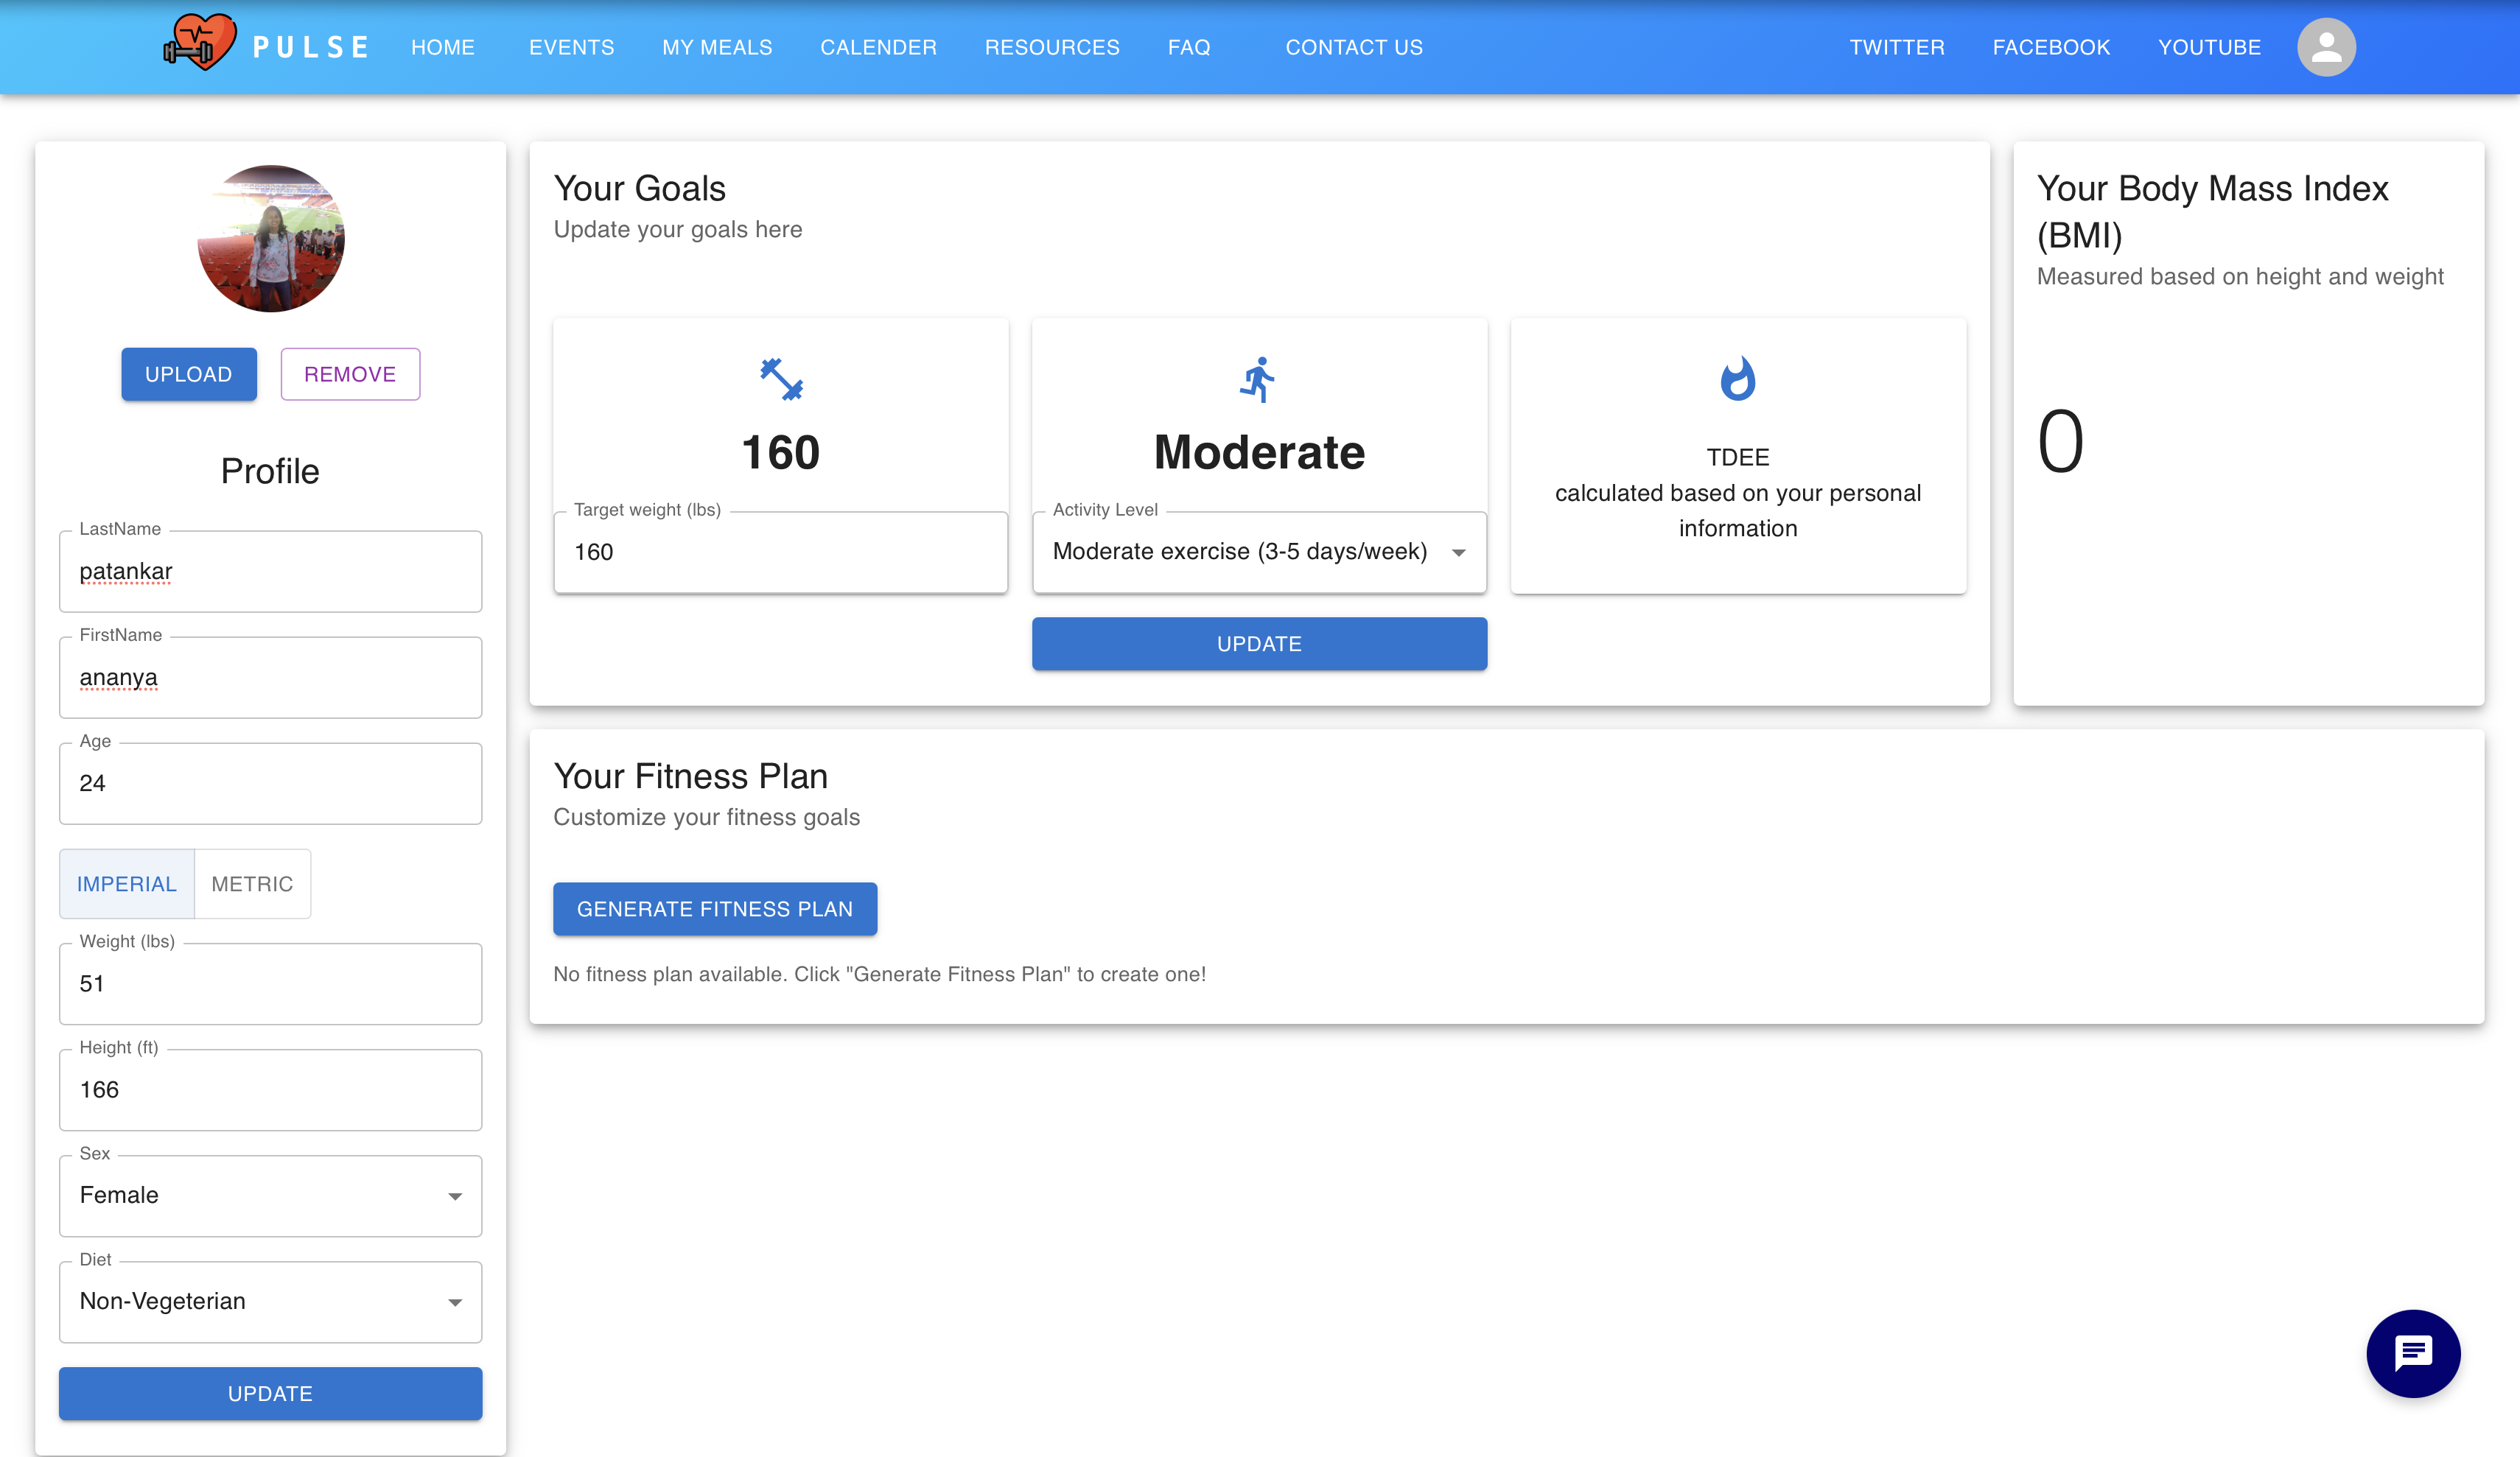 PULSE
HOME
EVENTS
MY MEALS
CALENDER
RESOURCES
FAQ
CONTACT US
TWITTER
FACEBOOK
YOUTUBE
UPLOAD
REMOVE
Profile
LastName
patankar
FirstName
ananya
Age
24
IMPERIAL
METRIC
Weight (lbs)
51
Height (ft)
166
Sex
Female
Diet
Non-Vegeterian
UPDATE
Your Goals
Update your goals here
160
Target weight (lbs)
160
Moderate
Activity Level
Moderate exercise (3-5 days/week)
TDEE
calculated based on your personal
information
UPDATE
Your Body Mass Index
(BMI)
Measured based on height and weight
0
Your Fitness Plan
Customize your fitness goals
GENERATE FITNESS PLAN
No fitness plan available. Click "Generate Fitness Plan" to create one!